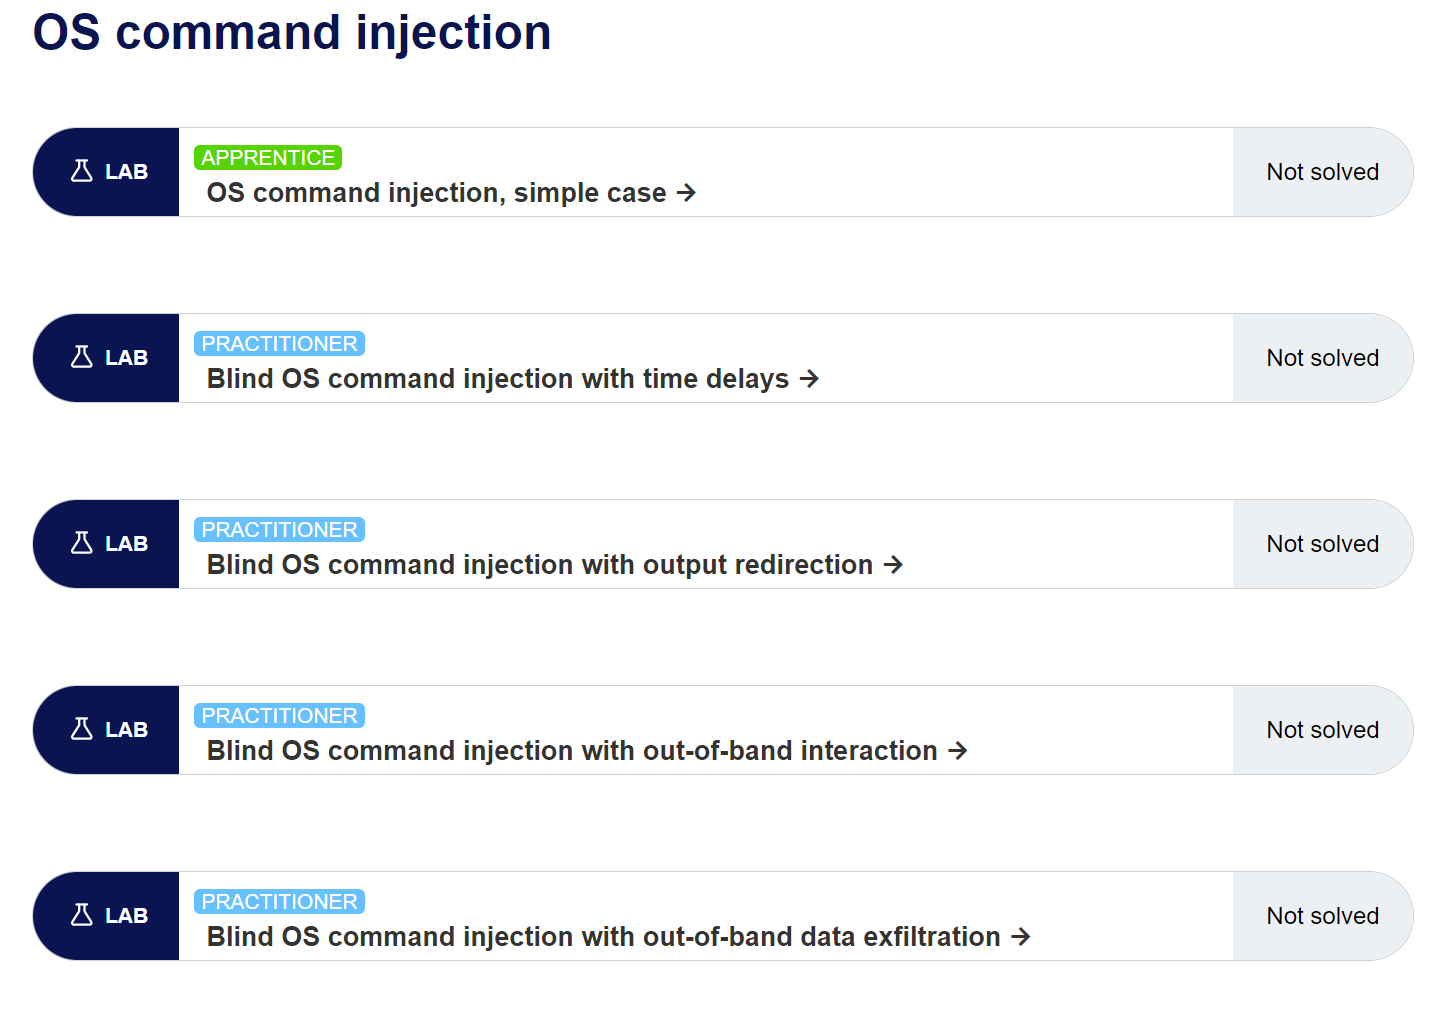 OS command injection
LAB
APPRENTICE
OS command injection, simple case →
Not solved
LAB
PRACTITIONER
Blind OS command injection with time delays →
Not solved
LAB
PRACTITIONER
Blind OS command injection with output redirection →
Not solved
LAB
PRACTITIONER
Blind OS command injection with out-of-band interaction →
Not solved
LAB
PRACTITIONER
Blind OS command injection with out-of-band data exfiltration →
Not solved